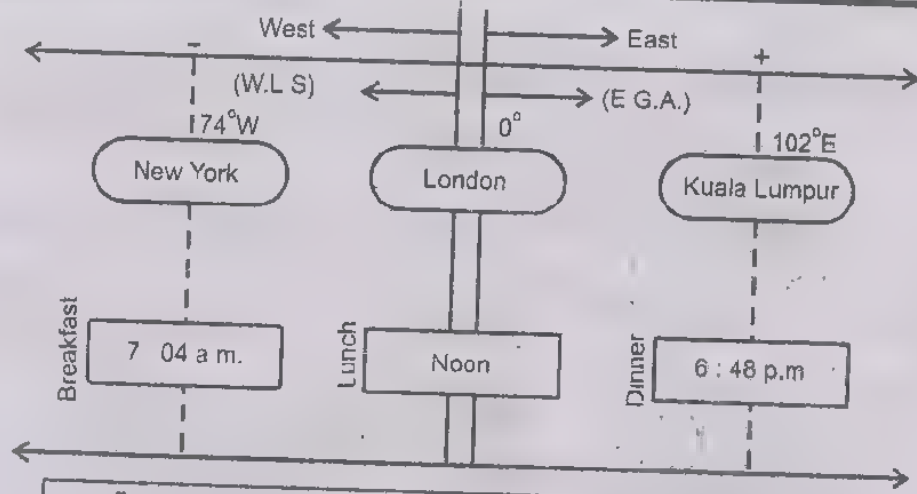 West East
- +
(W.L S) (E G.A.)
74°W 0° 102°E
New York London Kuala Lumpur
Breakfast 7 04 a m. Lunch Noon Dinner 6 : 48 p.m